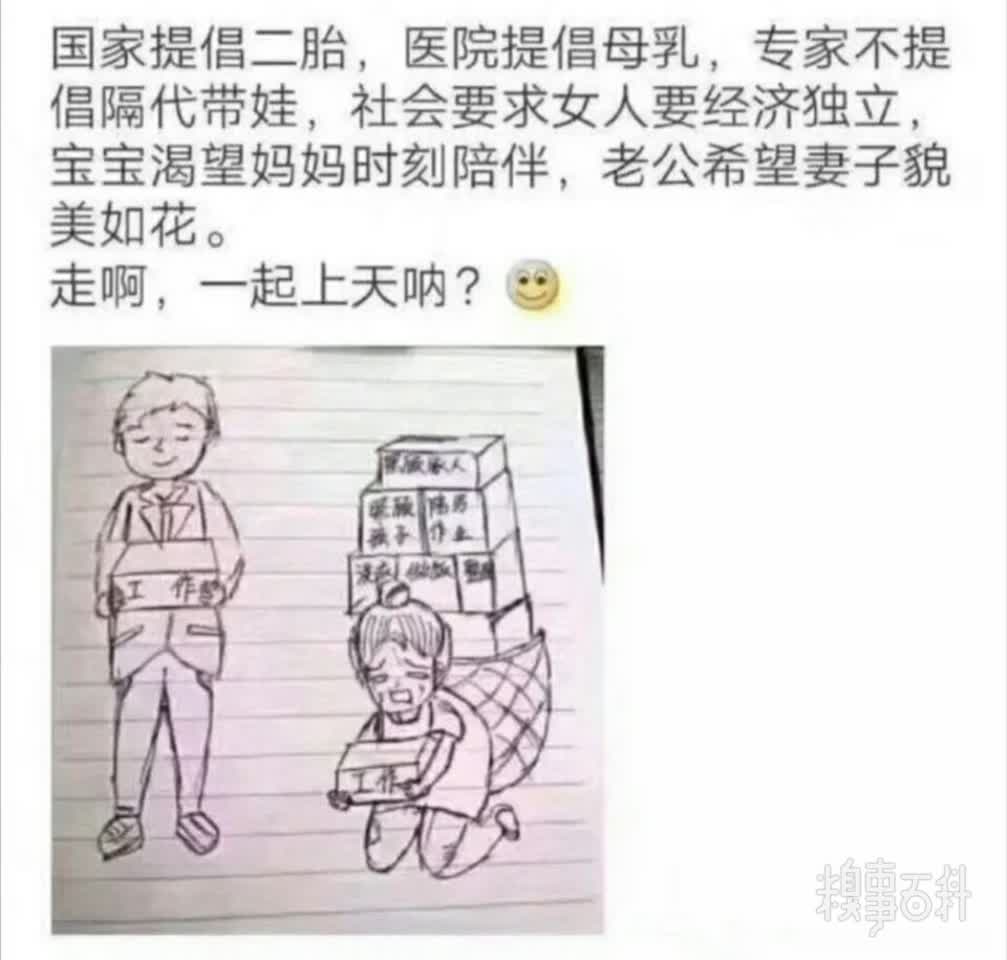 国家提倡二胎，医院提倡母乳，专家不提
倡隔代带娃，社会要求女人要经济独立，
宝宝渴望妈妈时刻陪伴，老公希望妻子貌
美如花。
走啊，一起上天呐？
照顾家人
照顾 陪写
孩子 作业
做饭
工作
工作
糗事百科